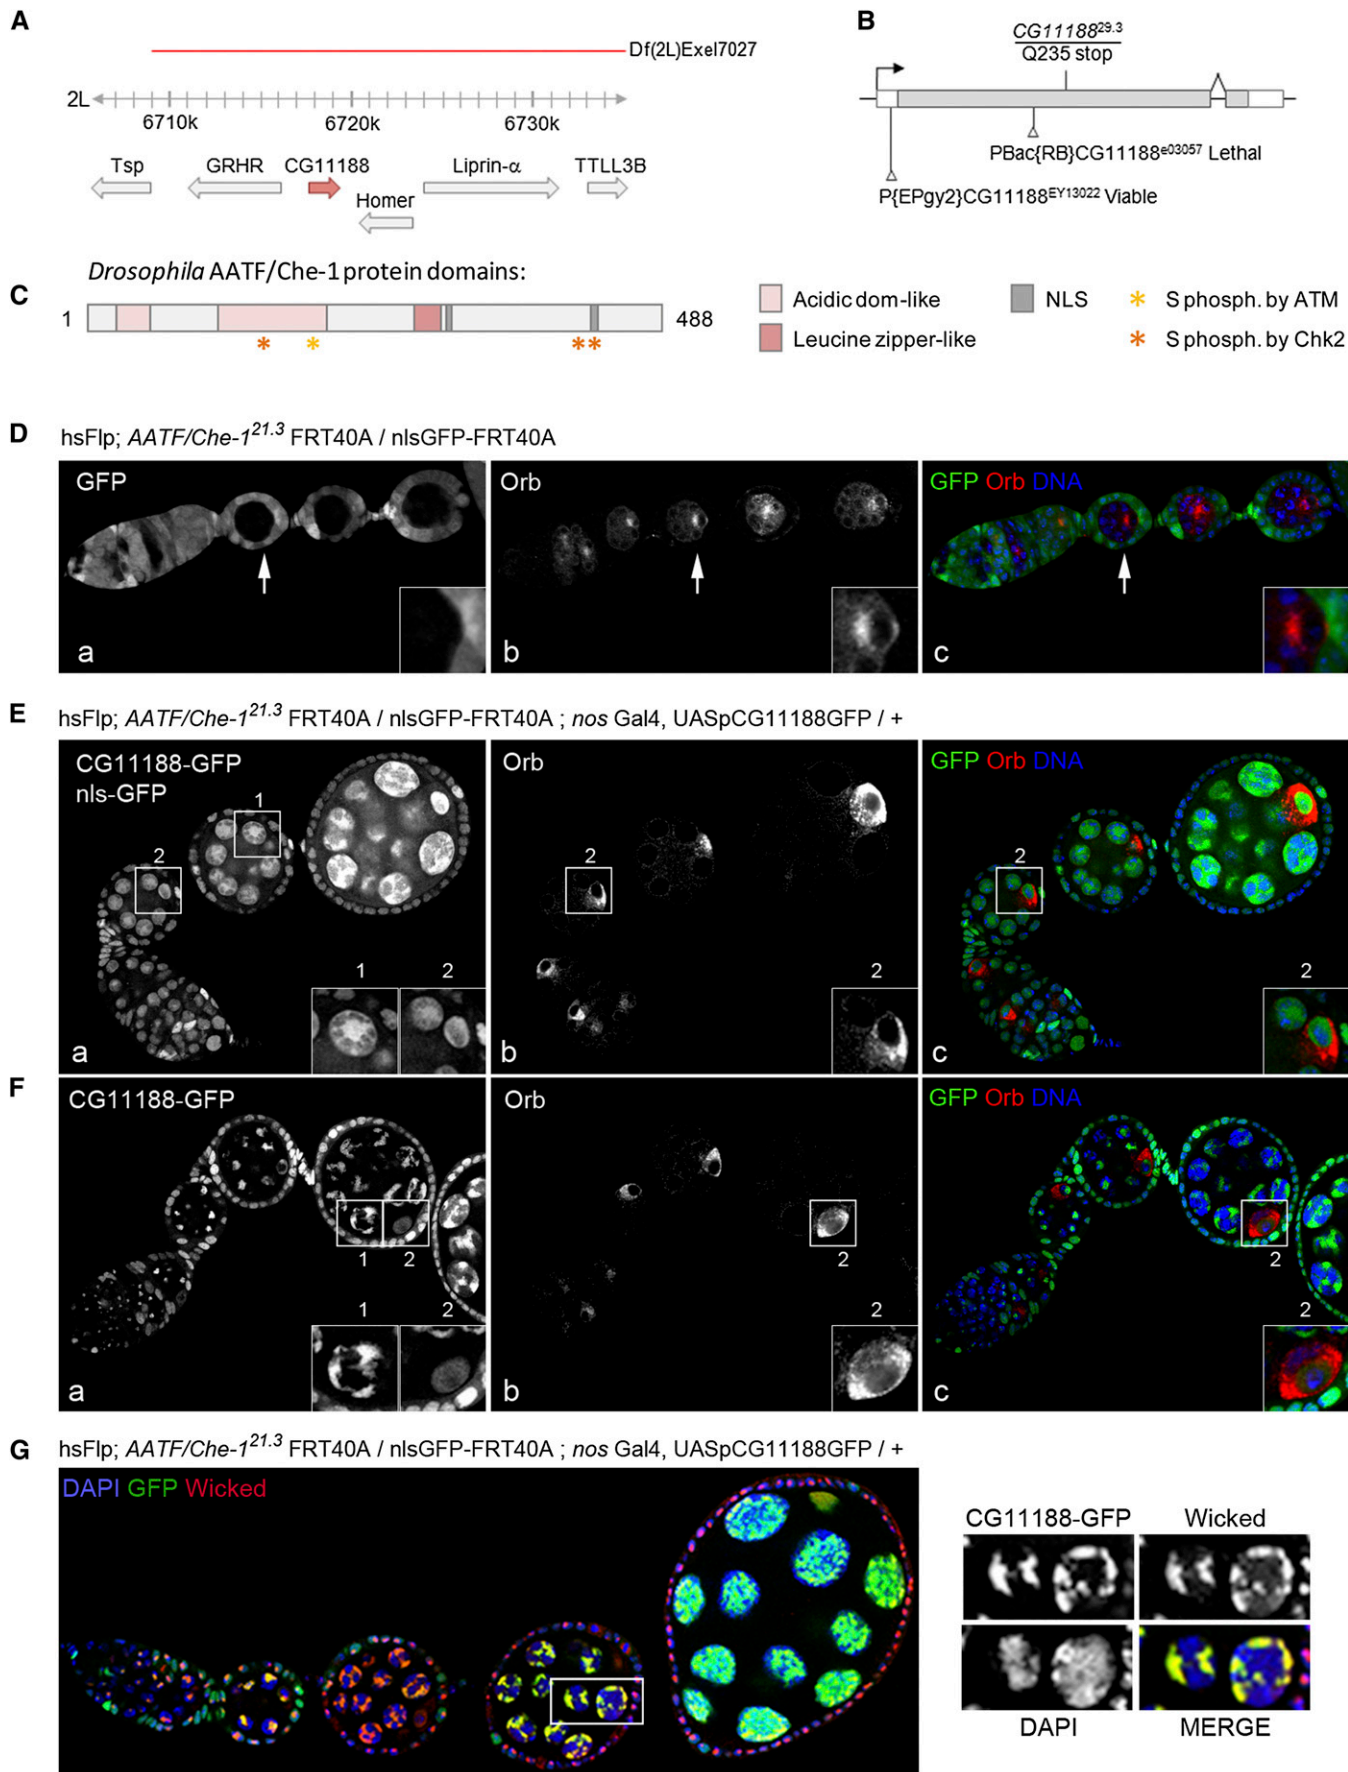 A
Df(2L)Exel7027
2L
6710k 6720k 6730k
Tsp GRHR CG11188 Liprin-α TTLL3B
Homer
B
CG11188^29.3
Q235 stop
PBac{RB}CG11188^e03057 Lethal
P{EPgy2}CG11188^EY13022 Viable
C
Drosophila AATF/Che-1 protein domains:
1 488
* * * *
Acidic dom-like NLS * S phosph. by ATM
Leucine zipper-like * S phosph. by Chk2
D
hsFlp; AATF/Che-1^21.3 FRT40A / nlsGFP-FRT40A
GFP Orb GFP Orb DNA
a b c
E
hsFlp; AATF/Che-1^21.3 FRT40A / nlsGFP-FRT40A ; nos Gal4, UASpCG11188GFP / +
CG11188-GFP Orb GFP Orb DNA
nls-GFP
1
2 2 2
1 2 2 2
a b c
F
CG11188-GFP Orb GFP Orb DNA
1 2 2 2
1 2 2 2
a b c
G
hsFlp; AATF/Che-1^21.3 FRT40A / nlsGFP-FRT40A ; nos Gal4, UASpCG11188GFP / +
DAPI GFP Wicked
CG11188-GFP Wicked
DAPI MERGE